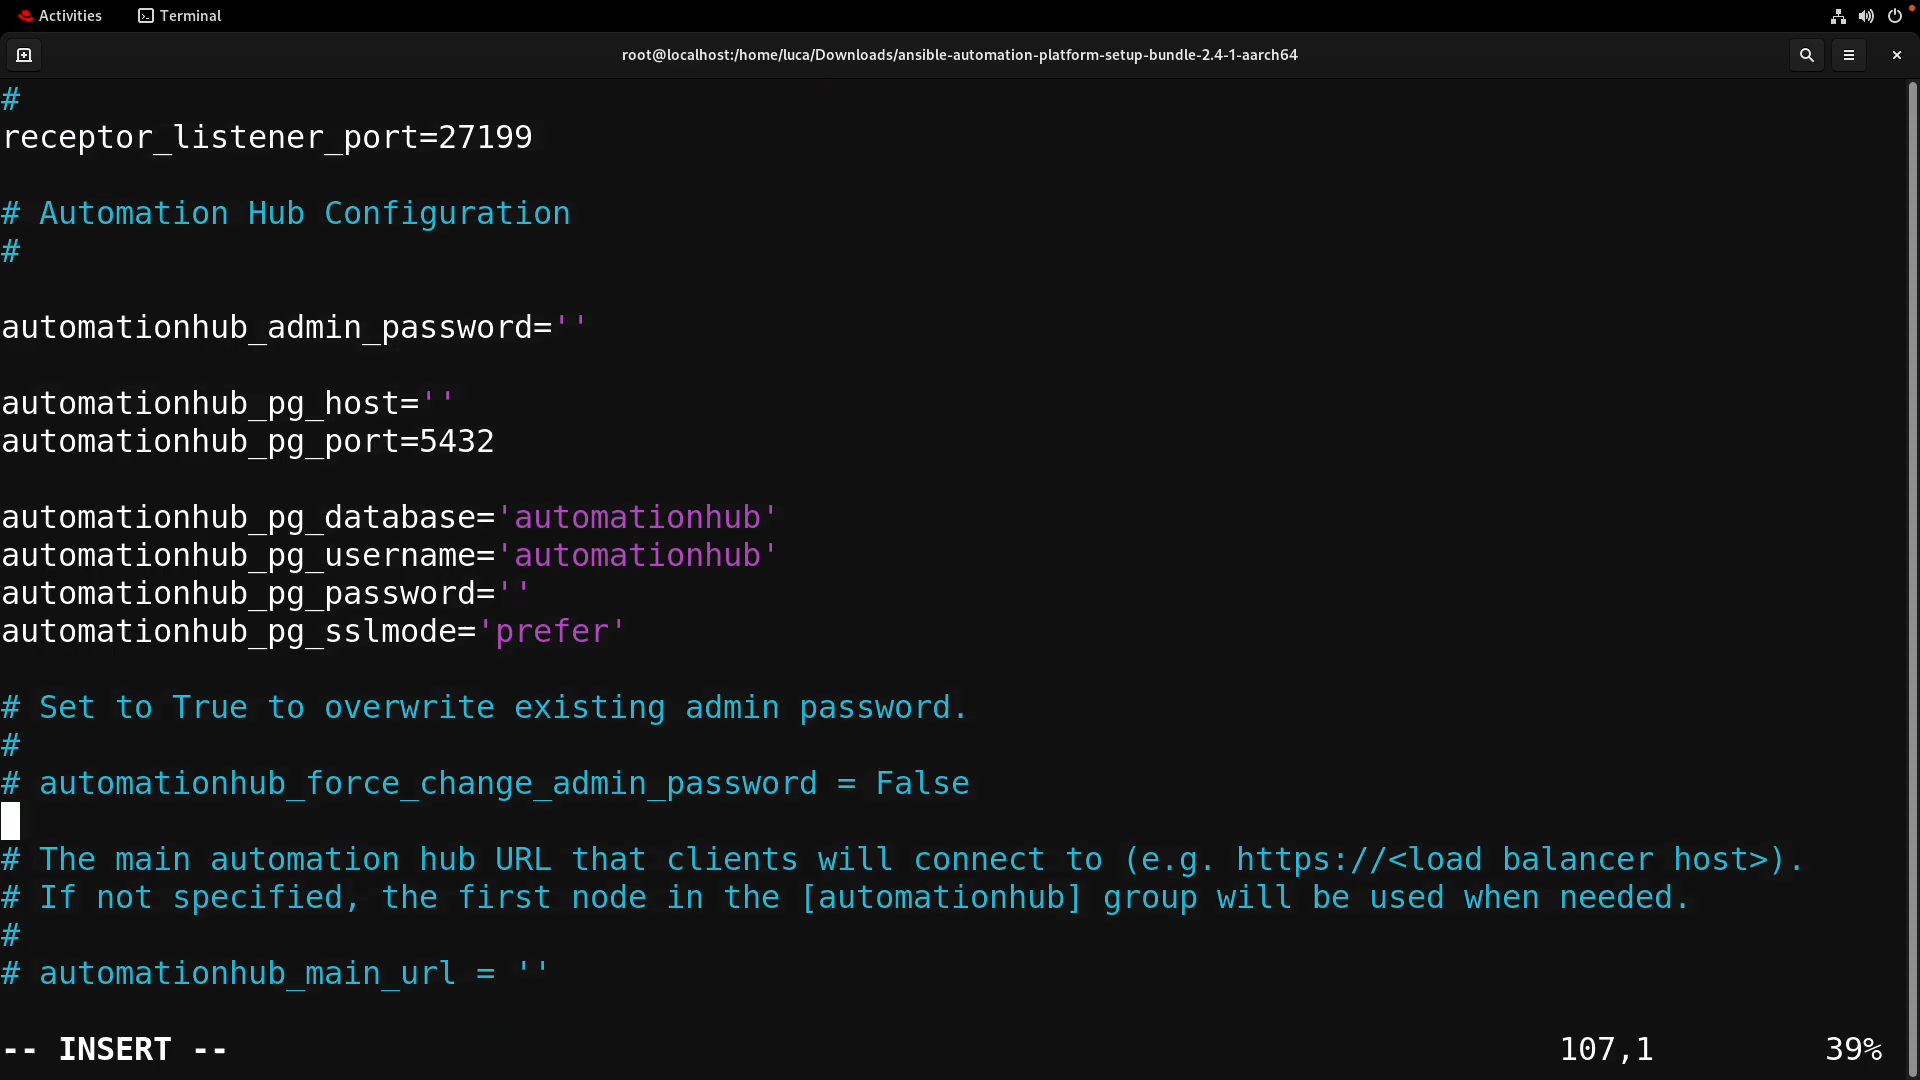 Activities Terminal
root@localhost:/home/luca/Downloads/ansible-automation-platform-setup-bundle-2.4-1-aarch64
#
receptor_listener_port=27199
# Automation Hub Configuration
#
automationhub_admin_password=''
automationhub_pg_host=''
automationhub_pg_port=5432
automationhub_pg_database='automationhub'
automationhub_pg_username='automationhub'
automationhub_pg_password=''
automationhub_pg_sslmode='prefer'
# Set to True to overwrite existing admin password.
#
# automationhub_force_change_admin_password = False
# The main automation hub URL that clients will connect to (e.g. https://<load balancer host>).
# If not specified, the first node in the [automationhub] group will be used when needed.
#
# automationhub_main_url = ''
-- INSERT -- 107,1 39%